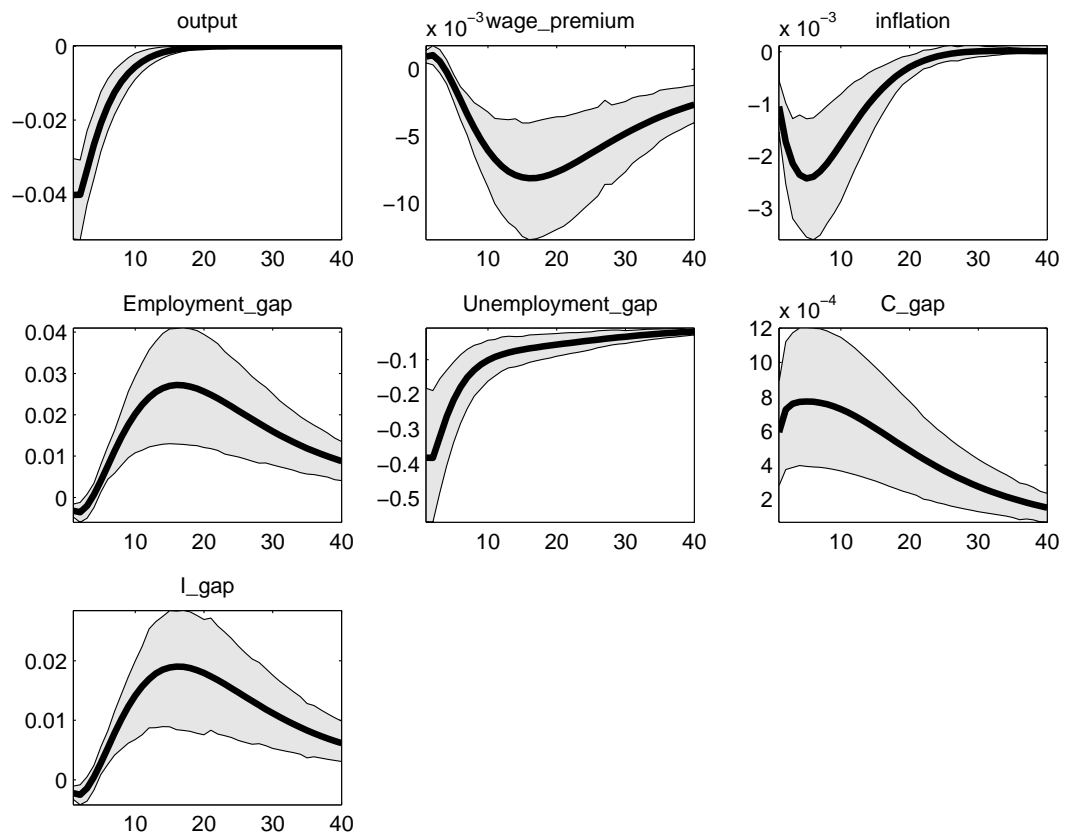 output
0
−0.02
−0.04
10 20 30 40
x 10−3 wage_premium
0
−5
−10
10 20 30 40
x 10−3
inflation
0
−1
−2
−3
10 20 30 40
Employment_gap
0.04
0.03
0.02
0.01
0
10 20 30 40
Unemployment_gap
−0.1
−0.2
−0.3
−0.4
−0.5
10 20 30 40
x 10−4
C_gap
12
10
8
6
4
2
10 20 30 40
I_gap
0.02
0.01
0
10 20 30 40